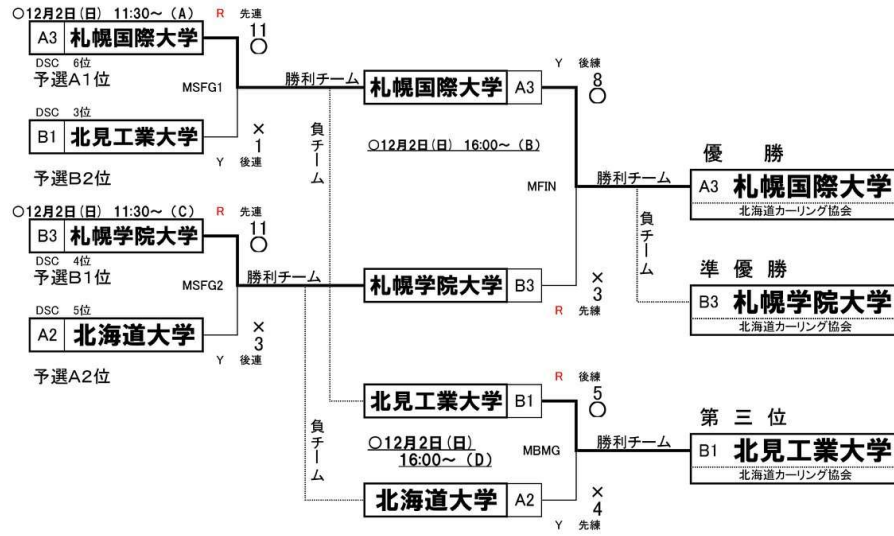 ○12月2日(日) 11:30～ (A) R 先連
A3 札幌国際大学 11
○
DSC 6位
予選A1位
MSFG1
勝利チーム
DSC 3位
B1 北見工業大学 ×
1
Y 後連
予選B2位
負チーム
○12月2日(日) 11:30～ (C) R 先連
B3 札幌学院大学 11
○
DSC 4位
予選B1位
MSFG2
勝利チーム
DSC 5位
A2 北海道大学 ×
3
Y 後連
予選A2位
負チーム
札幌国際大学 A3
Y 後練
8
○
○12月2日(日) 16:00～ (B)
MFIN
勝利チーム
負チーム
札幌学院大学 B3
×
3
R 先練
優 勝
A3 札幌国際大学
北海道カーリング協会
準 優 勝
B3 札幌学院大学
北海道カーリング協会
北見工業大学 B1
R 後練
5
○
○12月2日(日)
16:00～ (D)
MBMG
勝利チーム
北海道大学 A2
×
4
Y 先練
第 三 位
B1 北見工業大学
北海道カーリング協会